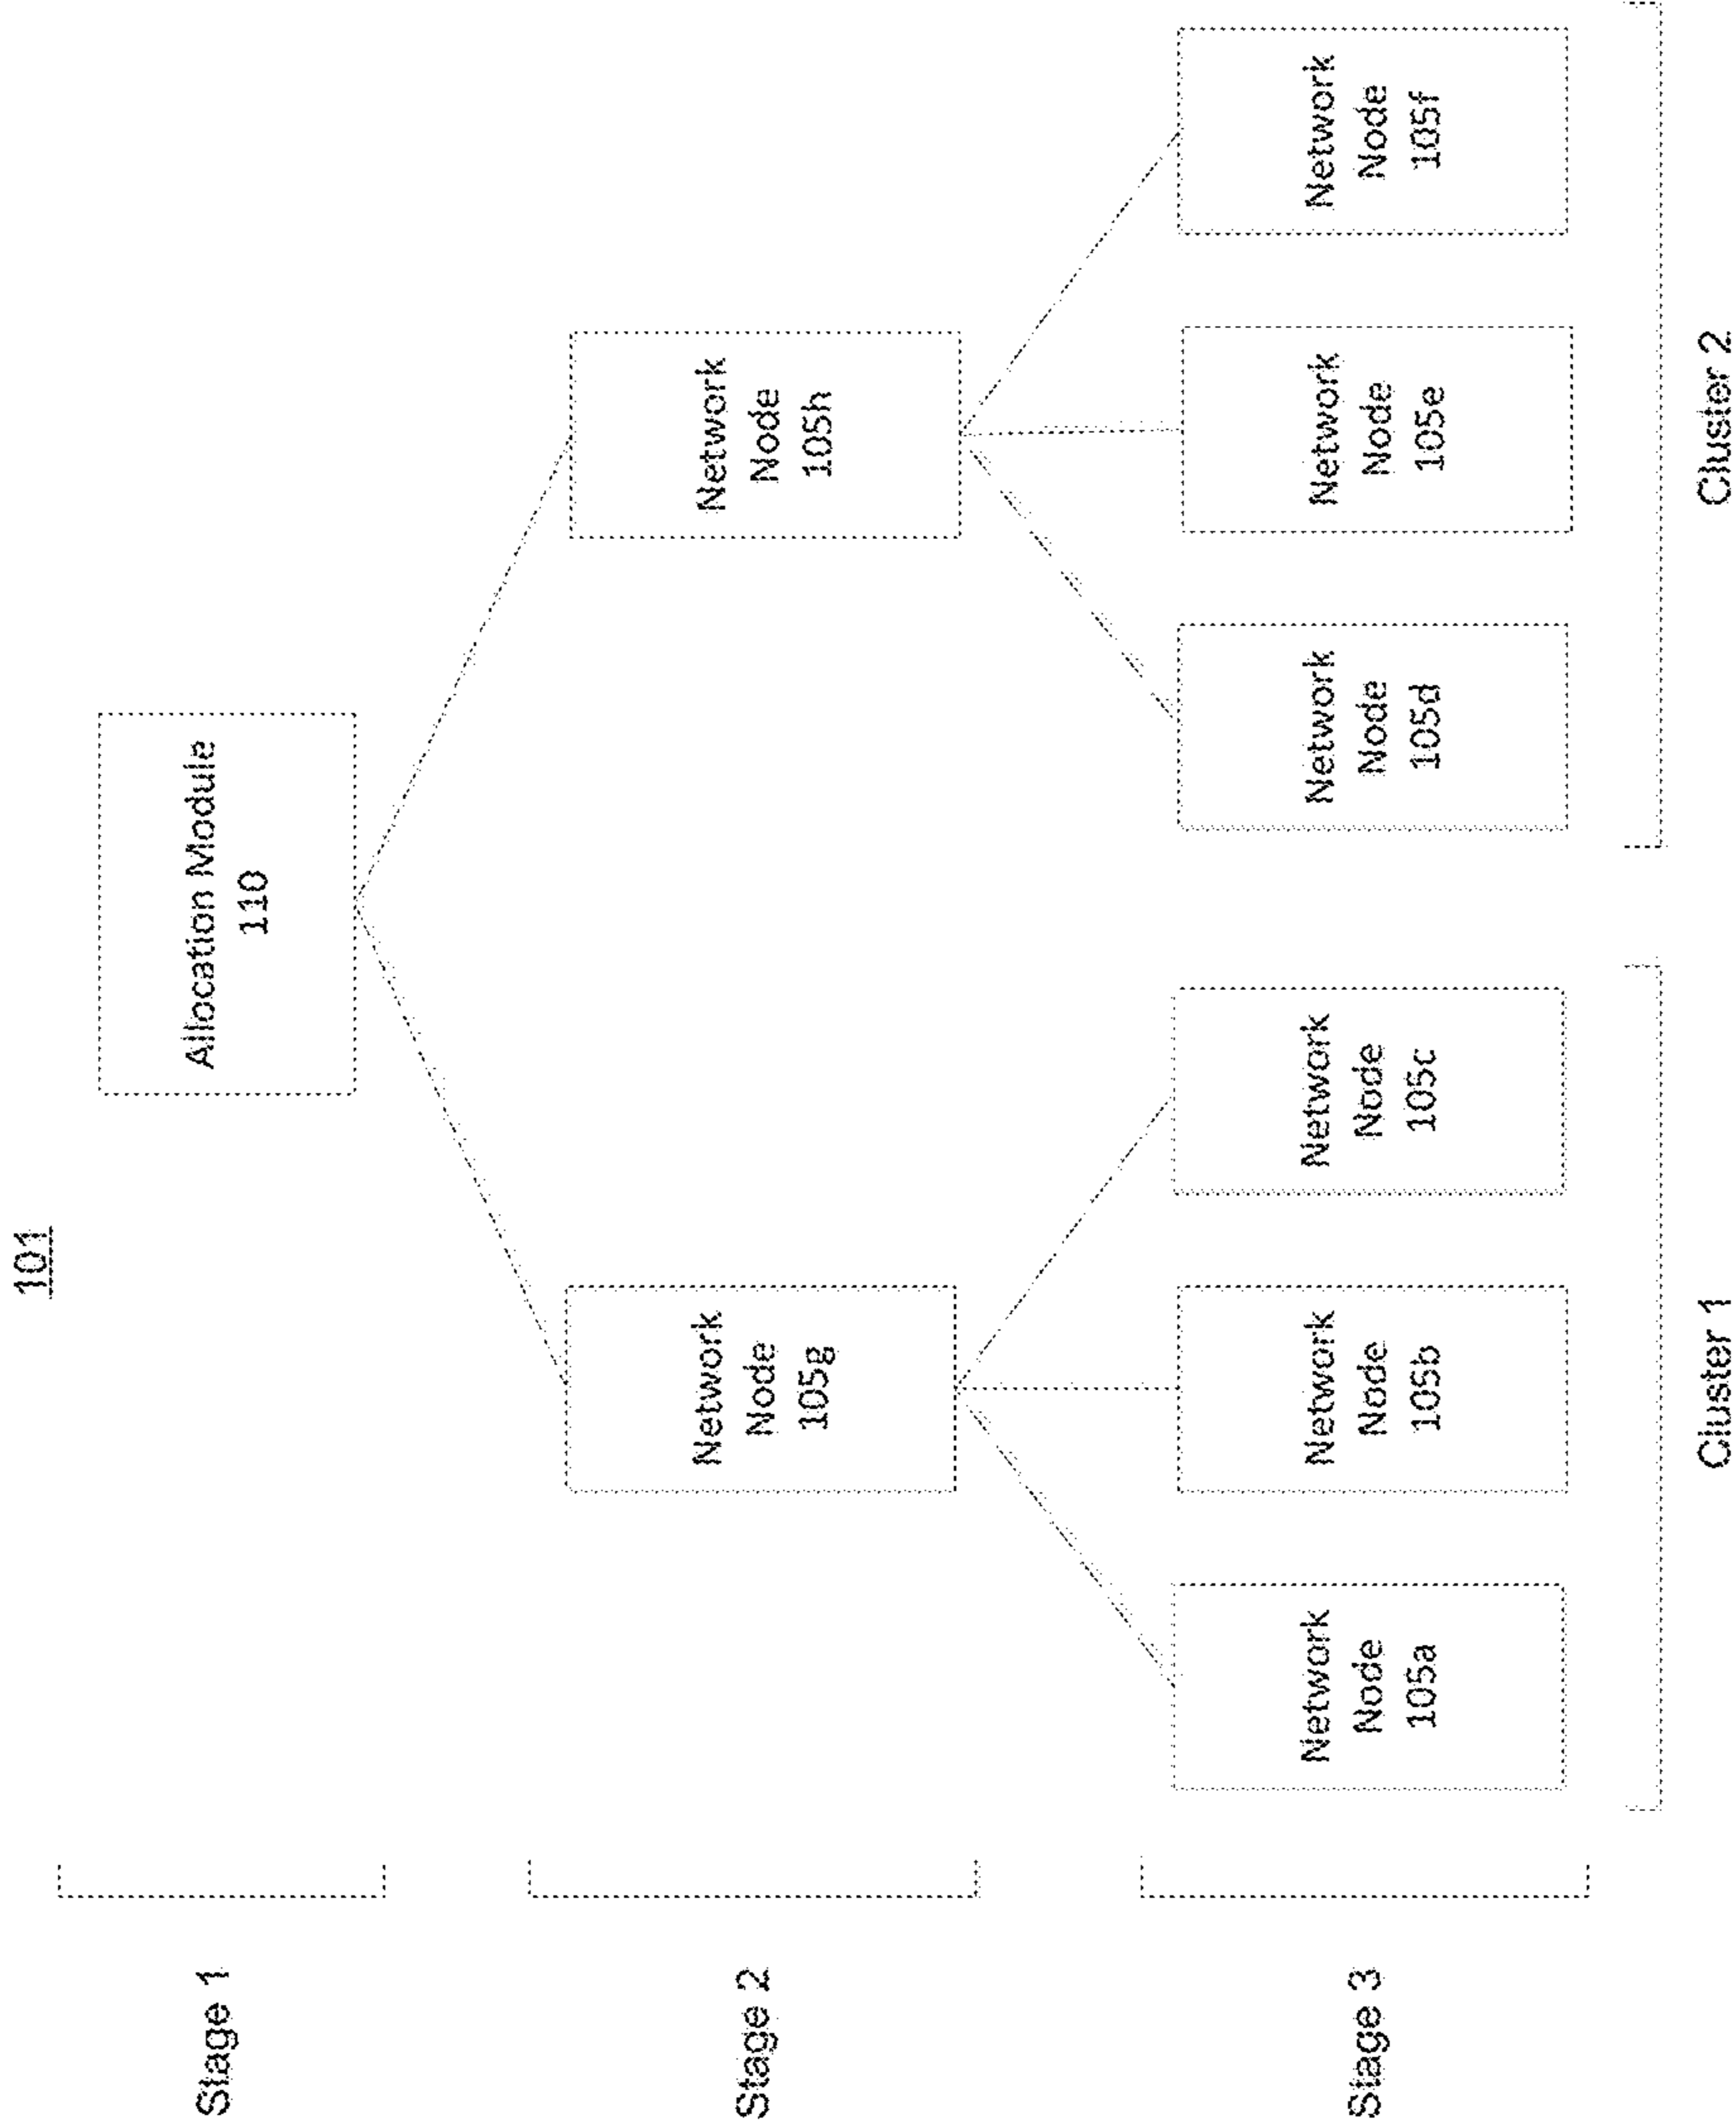 101
Stage 1
Allocation Module
110
Stage 2
Network
Node
105g
Network
Node
105h
Stage 3
Network
Node
105a
Network
Node
105b
Network
Node
105c
Network
Node
105d
Network
Node
105e
Network
Node
105f
Cluster 1
Cluster 2